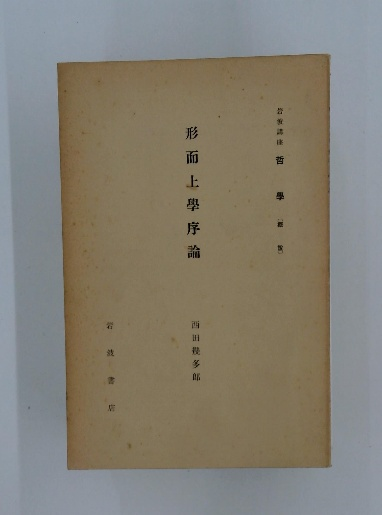 岩波講座 哲學
形而上學序論
西田幾多郎
岩波書店